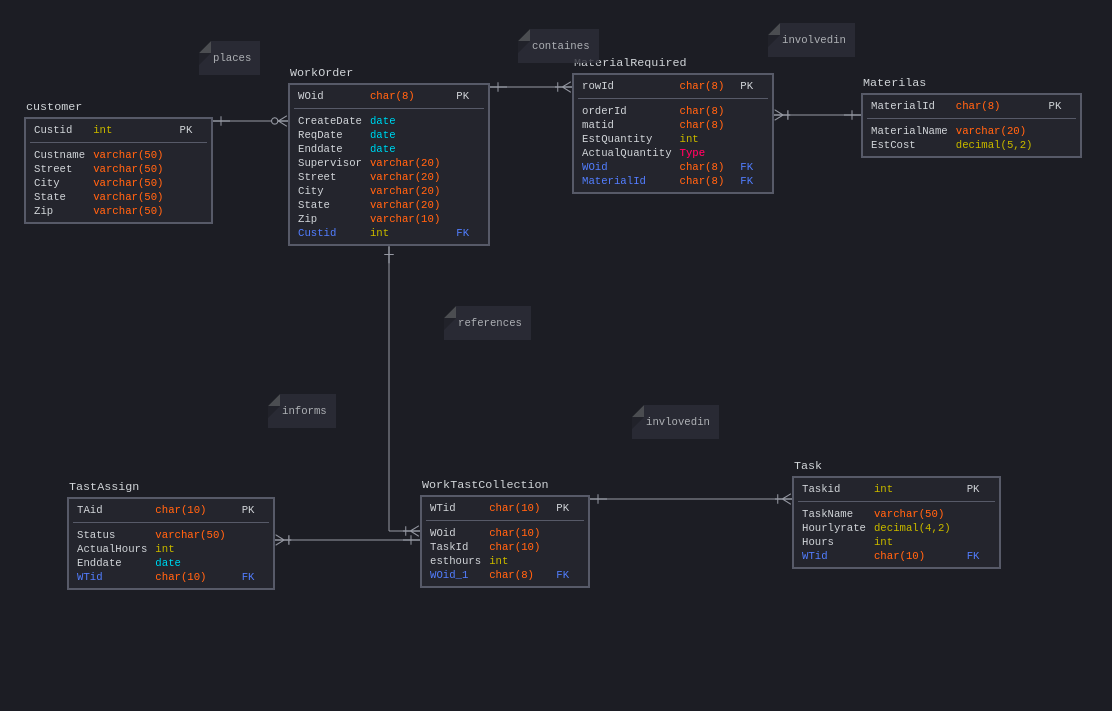 places
containes
involvedin
customer
Custid int PK
Custname varchar(50)
Street varchar(50)
City varchar(50)
State varchar(50)
Zip varchar(50)
WorkOrder
WOid char(8) PK
CreateDate date
ReqDate date
Enddate date
Supervisor varchar(20)
Street varchar(20)
City varchar(20)
State varchar(20)
Zip varchar(10)
Custid int FK
MaterialRequired
rowId char(8) PK
orderId char(8)
matid char(8)
EstQuantity int
ActualQuantity Type
WOid char(8) FK
MaterialId char(8) FK
Materilas
MaterialId char(8) PK
MaterialName varchar(20)
EstCost decimal(5,2)
references
informs
invlovedin
TastAssign
TAid char(10) PK
Status varchar(50)
ActualHours int
Enddate date
WTid char(10) FK
WorkTastCollection
WTid char(10) PK
WOid char(10)
TaskId char(10)
esthours int
WOid_1 char(8) FK
Task
Taskid int PK
TaskName varchar(50)
Hourlyrate decimal(4,2)
Hours int
WTid char(10) FK